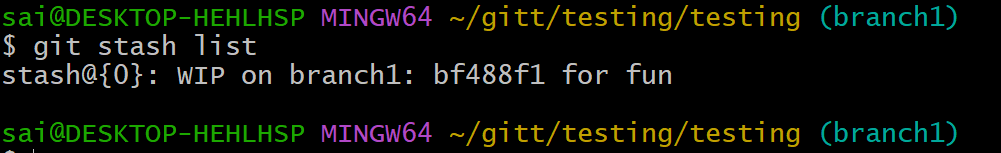 sai@DESKTOP-HEHLHSP MINGW64 ~/gitt/testing/testing (branch1)
$ git stash list
stash@{0}: WIP on branch1: bf488f1 for fun
sai@DESKTOP-HEHLHSP MINGW64 ~/gitt/testing/testing (branch1)
$